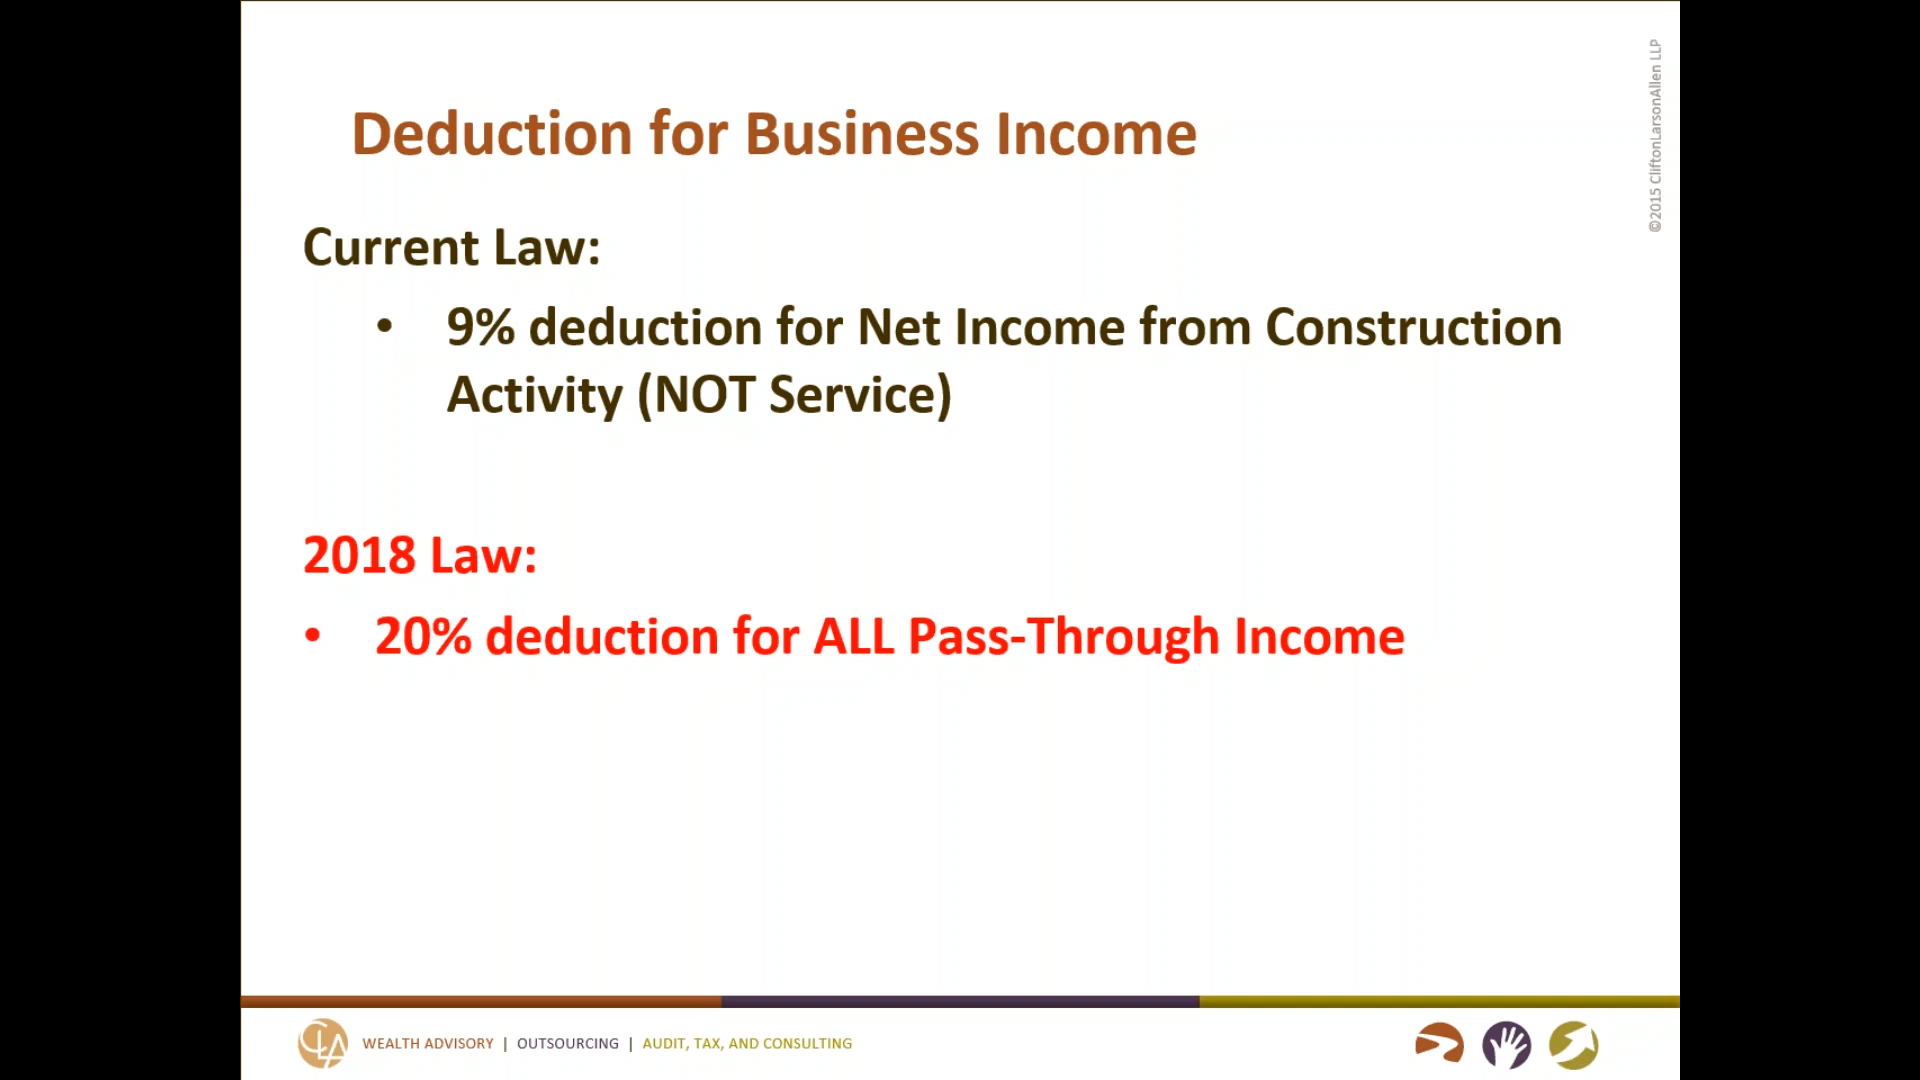 ©2015 CliftonLarsonAllen LLP
Deduction for Business Income
Current Law:
• 9% deduction for Net Income from Construction
Activity (NOT Service)
2018 Law:
• 20% deduction for ALL Pass-Through Income
CLA WEALTH ADVISORY | OUTSOURCING | AUDIT, TAX, AND CONSULTING